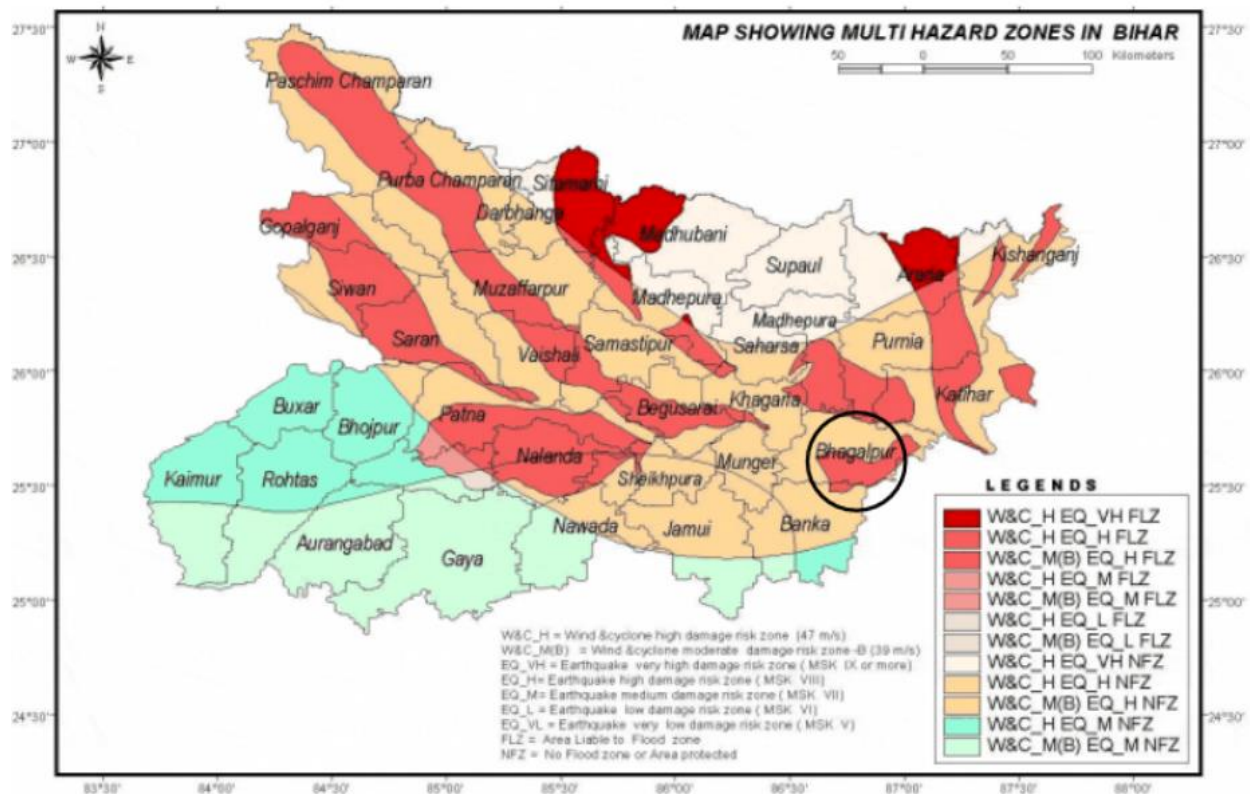 MAP SHOWING MULTI HAZARD ZONES IN BIHAR
50 0 50 100 Kilometers
N
W E
S
27°30' 27°30'
27°00' 27°00'
26°30' 26°30'
26°00' 26°00'
25°30' 25°30'
25°00' 25°00'
24°30' 24°30'
83°30' 84°00' 84°30' 85°00' 85°30' 86°00' 86°30' 87°00' 87°30' 88°00'
Paschim Champaran
Purba Champaran
Sitamarhi
Darbhanga
Gopalganj
Madhubani
Kishanganj
Araria
Supaul
Siwan
Muzaffarpur
Madhepura
Madhepura
Saran
Vaishali
Samastipur
Saharsa
Purnia
Katihar
Khagaria
Begusarai
Buxar
Bhojpur
Patna
Bhagalpur
Munger
Nalanda
Kaimur
Rohtas
Sheikhpura
Nawada
Jamui
Banka
Aurangabad
Gaya
LEGENDS
W&C_H EQ_VH FLZ
W&C_H EQ_H FLZ
W&C_M(B) EQ_H FLZ
W&C_H EQ_M FLZ
W&C_M(B) EQ_M FLZ
W&C_H EQ_L FLZ
W&C_M(B) EQ_L FLZ
W&C_H EQ_VH NFZ
W&C_H EQ_H NFZ
W&C_M(B) EQ_H NFZ
W&C_H EQ_M NFZ
W&C_M(B) EQ_M NFZ
W&C_H = Wind &cyclone high damage risk zone (47 m/s)
W&C_M(B) = Wind &cyclone moderate damage risk zone -B (39 m/s)
EQ_VH = Earthquake very high damage risk zone ( MSK IX or more)
EQ_H= Earthquake high damage risk zone ( MSK VIII)
EQ_M= Earthquake medium damage risk zone ( MSK VII)
EQ_L = Earthquake low damage risk zone ( MSK VI)
EQ_VL = Earthquake very low damage risk zone ( MSK V)
FLZ = Area Liable to Flood zone
NFZ = No Flood zone or Area protected